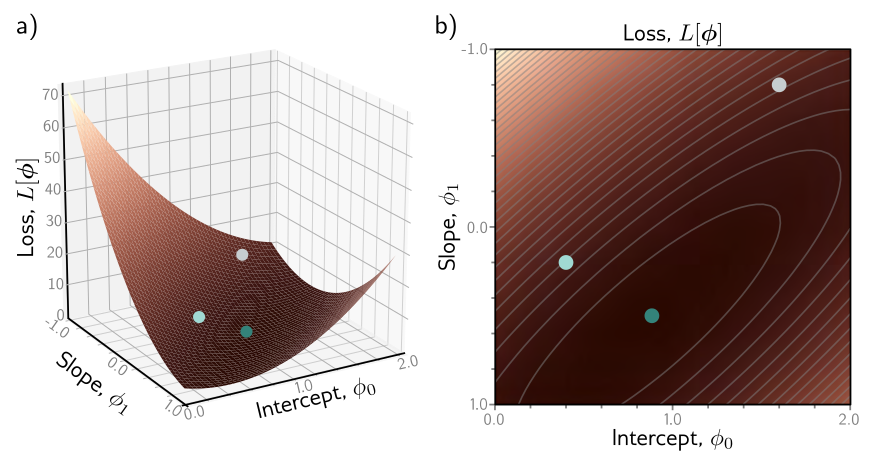 a)
70
60
50
40
30
20
10
0
Loss, L[ϕ]
-1.0
0.0
1.0
Slope, ϕ₁
0.0
1.0
2.0
Intercept, ϕ₀
b)
Loss, L[ϕ]
-1.0
0.0
1.0
Slope, ϕ₁
0.0
1.0
2.0
Intercept, ϕ₀